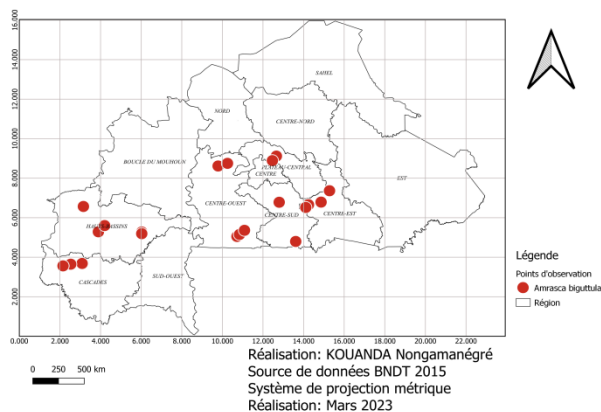 16.000
14.000
12.000
10.000
8.000
6.000
4.000
2.000
SAHEL
NORD
CENTRE-NORD
BOUCLE DU MOUHOUN
PLATEAU-CENTRAL
CENTRE
EST
CENTRE-OUEST
CENTRE-SUD
CENTRE-EST
HAUTS-BASSINS
CASCADES
SUD-OUEST
0.000 2.000 4.000 6.000 8.000 10.000 12.000 14.000 16.000 18.000 20.000 22.000
Légende
Points d'observation
Amrasca biguttula
Région
0 250 500 km
Réalisation: KOUANDA Nongamanégré
Source de données BNDT 2015
Système de projection métrique
Réalisation: Mars 2023